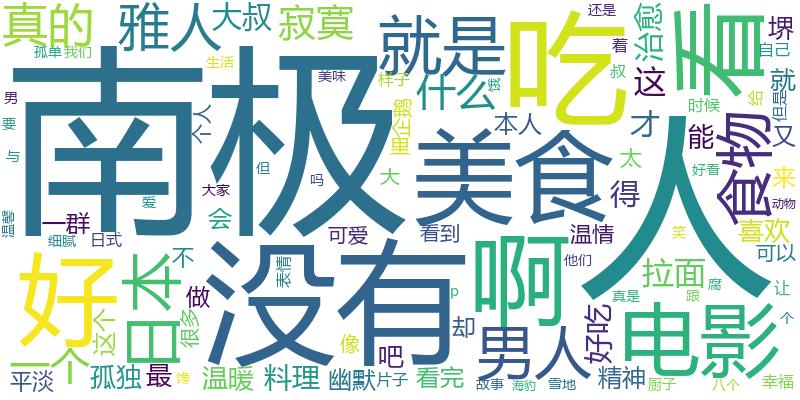 真的
雅人
大叔
寂寞
就是
吃
看
还是
着
叔
治愈
堺
自己
就
但是
孤单
我们
生活
男
要
与
南极
个人
美味
样子
什么
里
企鹅
这
时候
给
本人
才
能
食物
又
但
爱
吗
大家
大
美食
太
得
好看
来
动物
人
温馨
一群
会
细腻
日式
可爱
看到
温情
喜欢
笑
可以
好
日本
不
做
表情
没有
啊
他们
拉面
真是
腐
跟
让
个
这个
很多
p
却
像
吧
男人
好吃
电影
一个
平淡
孤独
最
温暖
馋
料理
幽默
片子
看完
故事
海豹
雪地
精神
厨子
八个
幸福